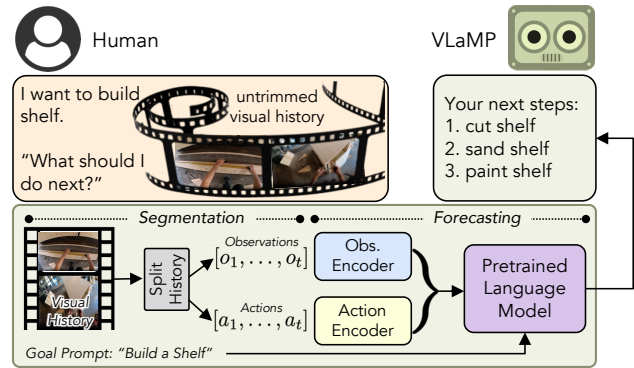 Human
VLaMP
I want to build
shelf.
"What should I
do next?"
untrimmed
visual history
Your next steps:
1. cut shelf
2. sand shelf
3. paint shelf
Segmentation
Forecasting
Visual
History
Split
History
Observations
[o₁, . . . , oₜ]
Actions
[a₁, . . . , aₜ]
Obs.
Encoder
Action
Encoder
Pretrained
Language
Model
Goal Prompt: "Build a Shelf"